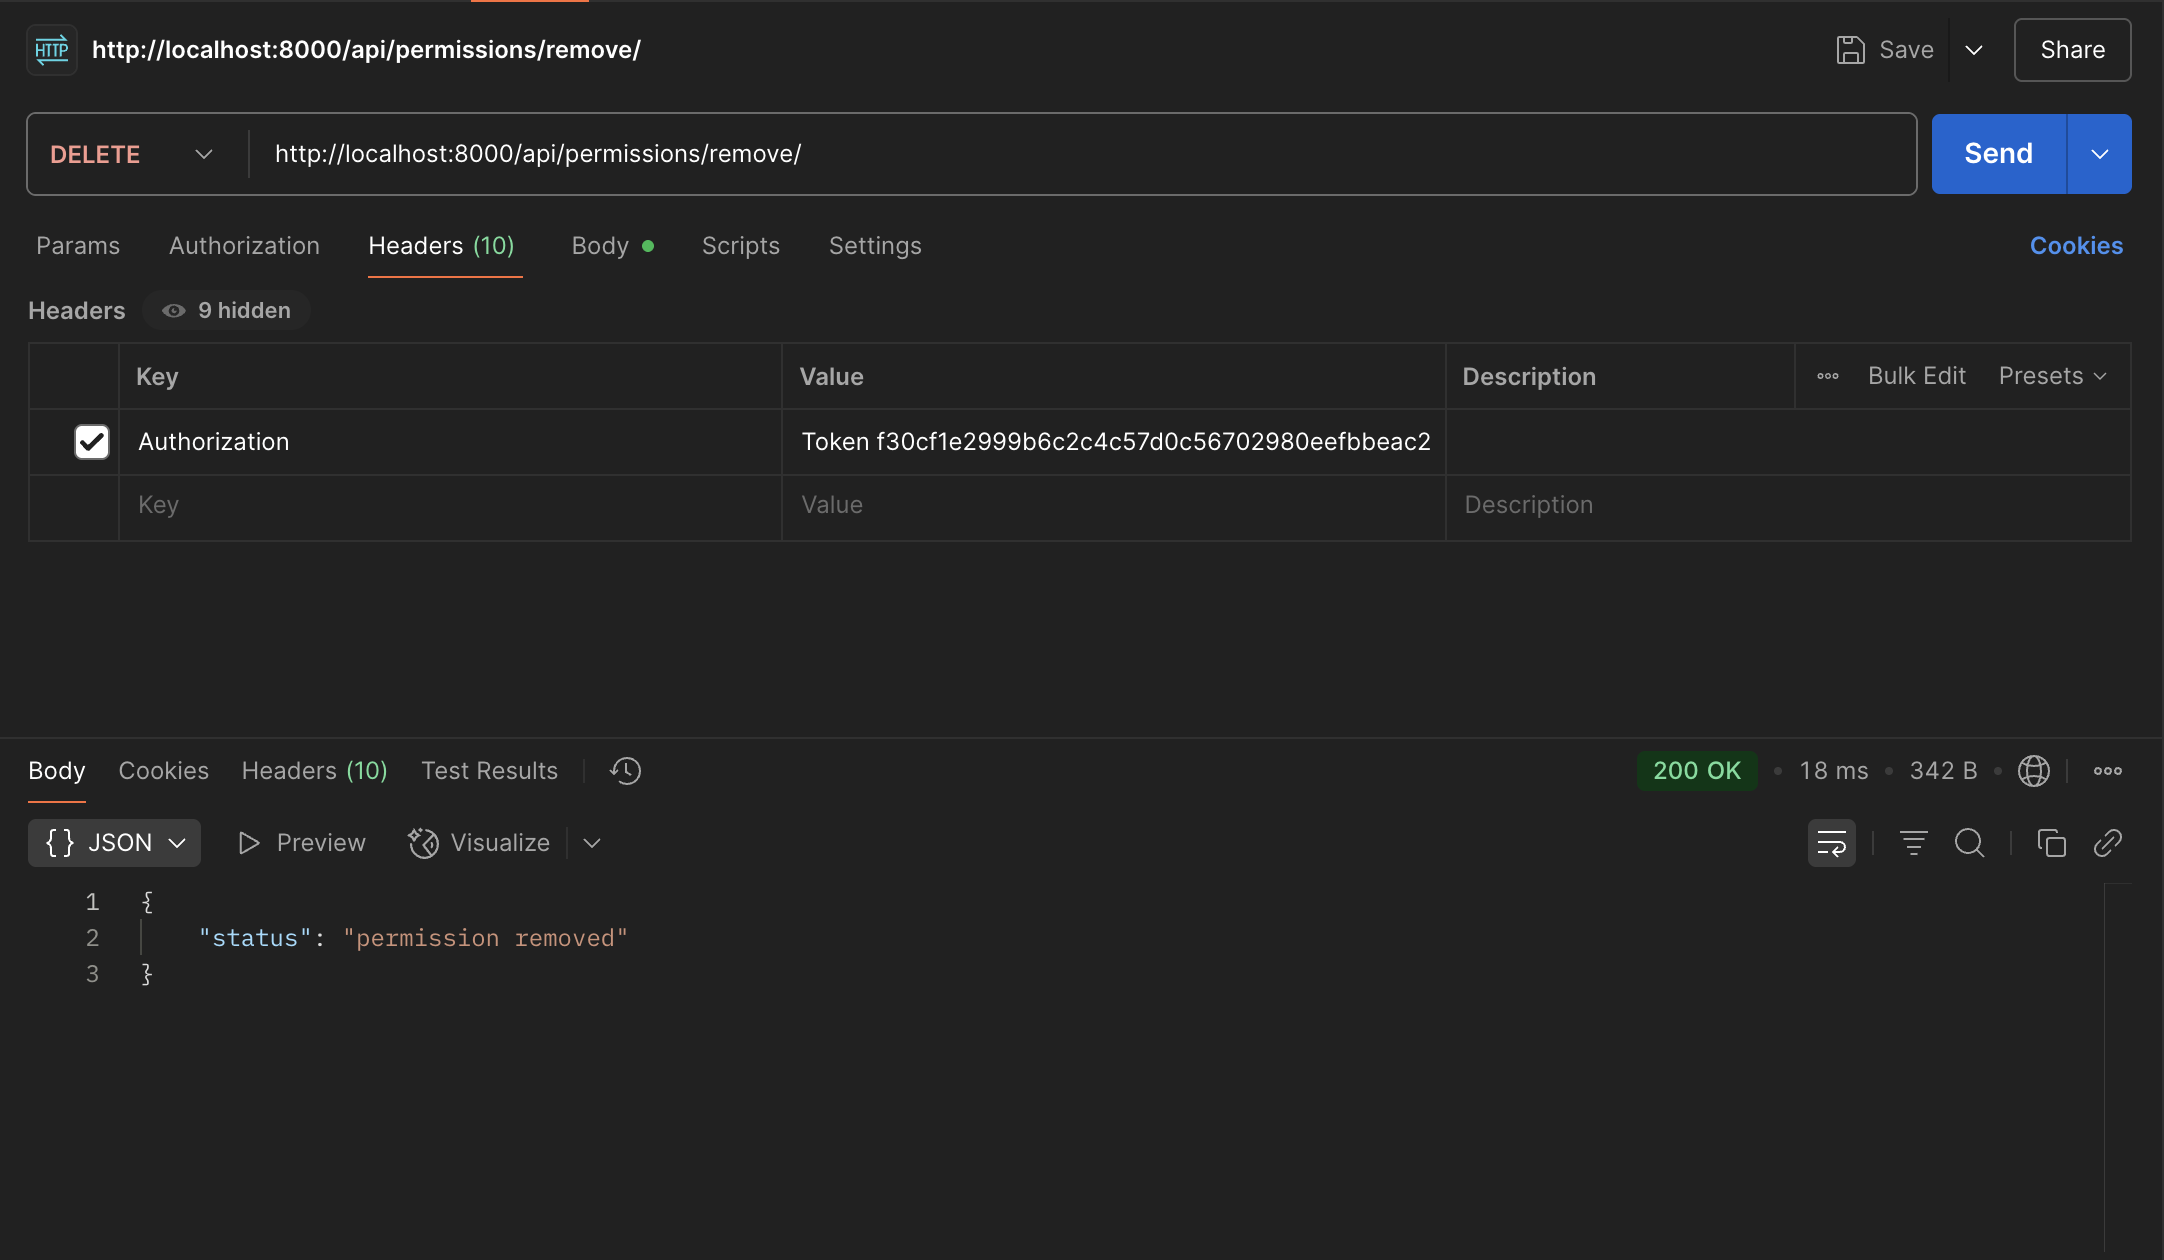 HTTP http://localhost:8000/api/permissions/remove/ Save Share
DELETE http://localhost:8000/api/permissions/remove/ Send
Params Authorization Headers (10) Body Scripts Settings Cookies
Headers 9 hidden
Key Value Description Bulk Edit Presets
Authorization Token f30cf1e2999b6c2c4c57d0c56702980eefbbeac2
Key Value Description
Body Cookies Headers (10) Test Results 200 OK • 18 ms • 342 B
{} JSON Preview Visualize
1 {
2 "status": "permission removed"
3 }